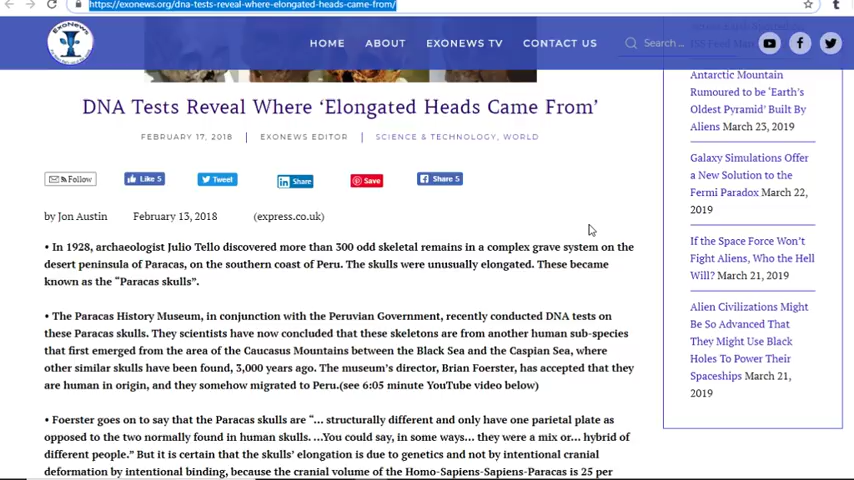 https://exonews.org/dna-tests-reveal-where-elongated-heads-came-from/
ExoNews
HOME ABOUT EXONEWS TV CONTACT US Search ...
DNA Tests Reveal Where ‘Elongated Heads Came From’
FEBRUARY 17, 2018 | EXONEWS EDITOR | SCIENCE & TECHNOLOGY, WORLD
Follow Like 5 Tweet Share Save Share 5
by Jon Austin February 13, 2018 (express.co.uk)
• In 1928, archaeologist Julio Tello discovered more than 300 odd skeletal remains in a complex grave system on the
desert peninsula of Paracas, on the southern coast of Peru. The skulls were unusually elongated. These became
known as the “Paracas skulls”.
• The Paracas History Museum, in conjunction with the Peruvian Government, recently conducted DNA tests on
these Paracas skulls. They scientists have now concluded that these skeletons are from another human sub-species
that first emerged from the area of the Caucasus Mountains between the Black Sea and the Caspian Sea, where
other similar skulls have been found, 3,000 years ago. The museum’s director, Brian Foerster, has accepted that they
are human in origin, and they somehow migrated to Peru.(see 6:05 minute YouTube video below)
• Foerster goes on to say that the Paracas skulls are “… structurally different and only have one parietal plate as
opposed to the two normally found in human skulls. …You could say, in some ways… they were a mix or… hybrid of
different people.” But it is certain that the skulls’ elongation is due to genetics and not by intentional cranial
deformation by intentional binding, because the cranial volume of the Homo-Sapiens-Sapiens-Paracas is 25 per
ISS Feed
Antarctic Mountain
Rumoured to be ‘Earth’s
Oldest Pyramid’ Built By
Aliens March 23, 2019
Galaxy Simulations Offer
a New Solution to the
Fermi Paradox March 22,
2019
If the Space Force Won’t
Fight Aliens, Who the Hell
Will? March 21, 2019
Alien Civilizations Might
Be So Advanced That
They Might Use Black
Holes To Power Their
Spaceships March 21,
2019